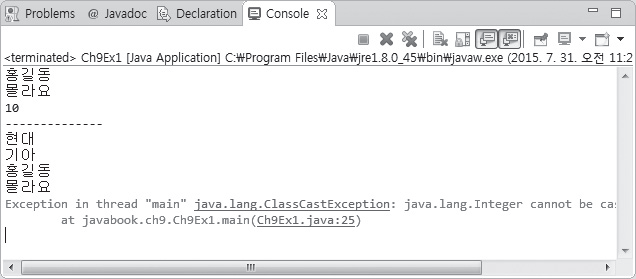 Problems @ Javadoc Declaration Console
<terminated> Ch9Ex1 [Java Application] C:₩Program Files₩Java₩jre1.8.0_45₩bin₩javaw.exe (2015. 7. 31. 오전 11:2
홍길동
몰라요
10
--------------
현대
기아
홍길동
몰라요
Exception in thread "main" java.lang.ClassCastException: java.lang.Integer cannot be cas
at javabook.ch9.Ch9Ex1.main(Ch9Ex1.java:25)